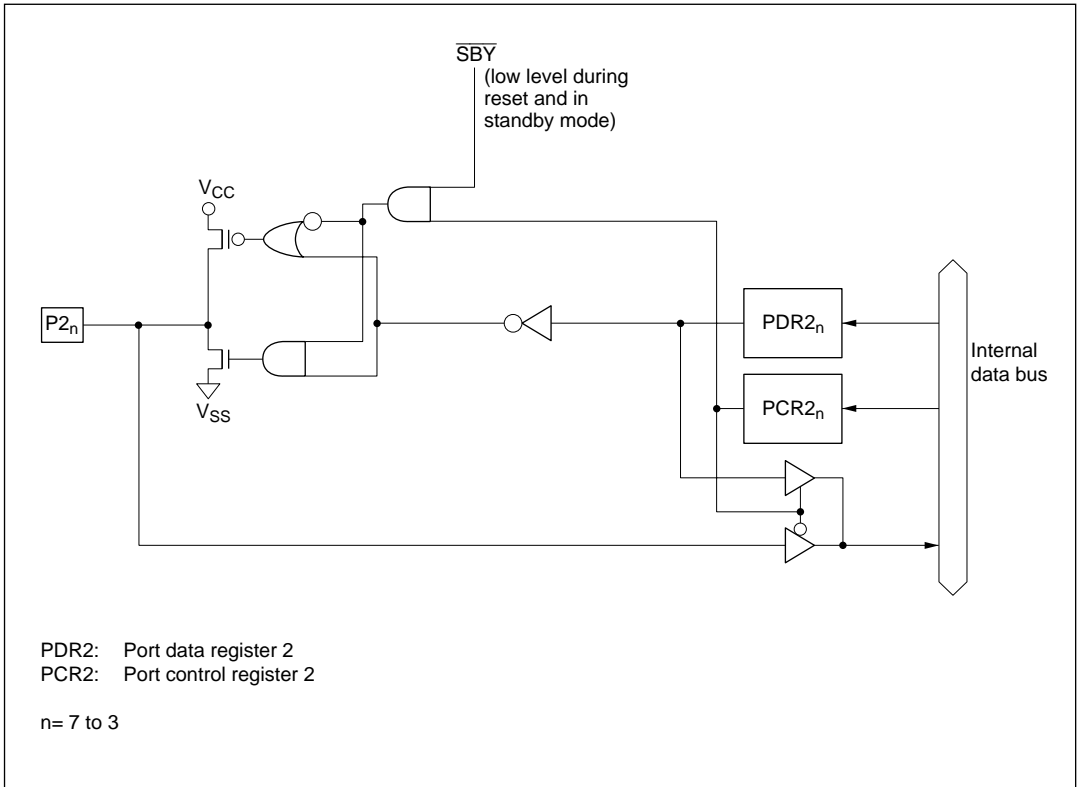 SBY
(low level during
reset and in
standby mode)
VCC
P2n
VSS
PDR2n
PCR2n
Internal
data bus
PDR2: Port data register 2
PCR2: Port control register 2
n= 7 to 3